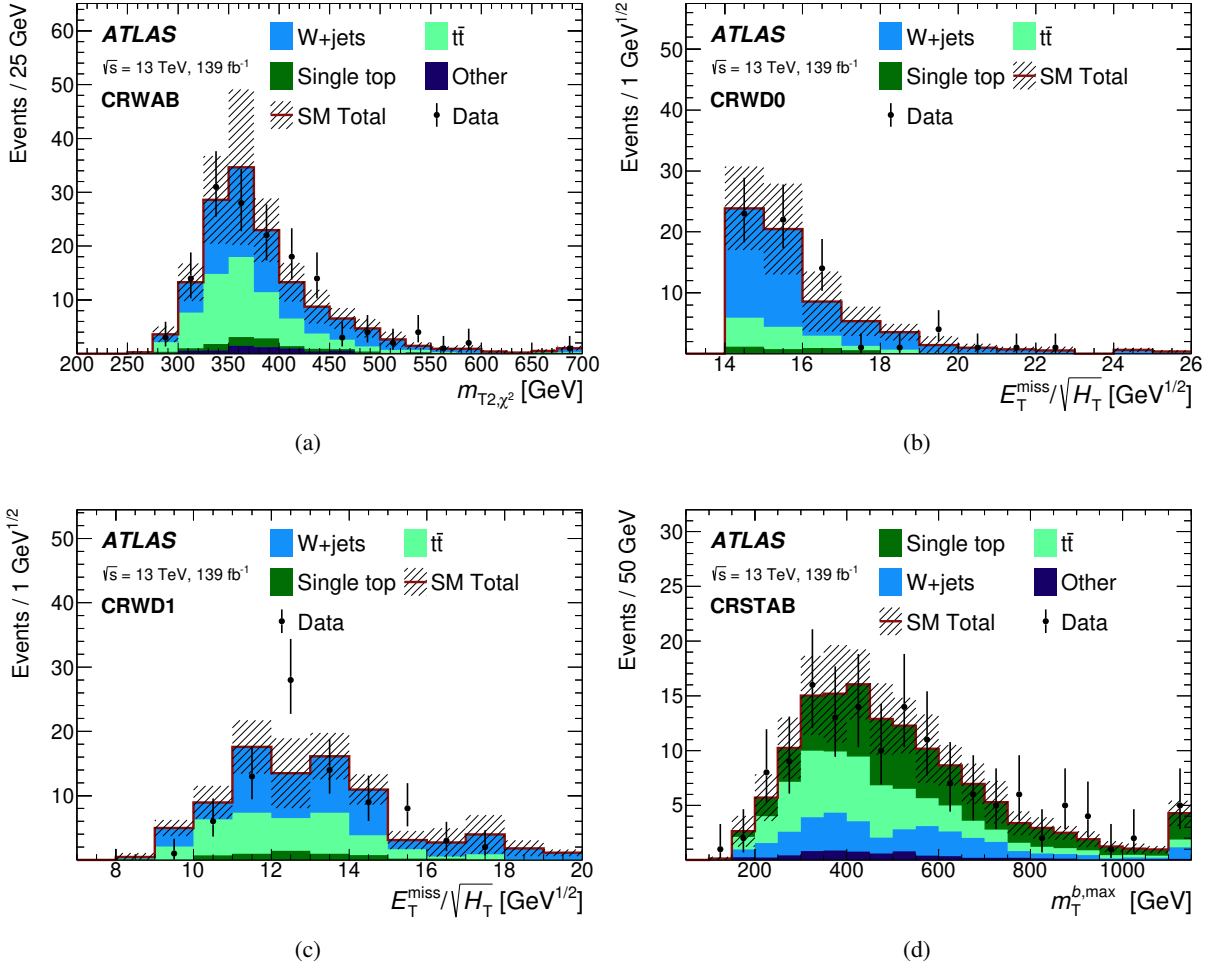 Events / 25 GeV
60
50
40
30
20
10
ATLAS
√s = 13 TeV, 139 fb⁻¹
CRWAB
W+jets
tt̄
Single top
Other
SM Total
Data
200 250 300 350 400 450 500 550 600 650 700
m_T2,χ² [GeV]
(a)
Events / 1 GeV^1/2
50
40
30
20
10
ATLAS
√s = 13 TeV, 139 fb⁻¹
CRWD0
W+jets
tt̄
Single top
SM Total
Data
14 16 18 20 22 24 26
E_T^miss/√H_T [GeV^1/2]
(b)
Events / 1 GeV^1/2
50
40
30
20
10
ATLAS
√s = 13 TeV, 139 fb⁻¹
CRWD1
W+jets
tt̄
Single top
SM Total
Data
8 10 12 14 16 18 20
E_T^miss/√H_T [GeV^1/2]
(c)
Events / 50 GeV
30
25
20
15
10
5
ATLAS
√s = 13 TeV, 139 fb⁻¹
CRSTAB
Single top
tt̄
W+jets
Other
SM Total
Data
200 400 600 800 1000
m_T^b,max [GeV]
(d)